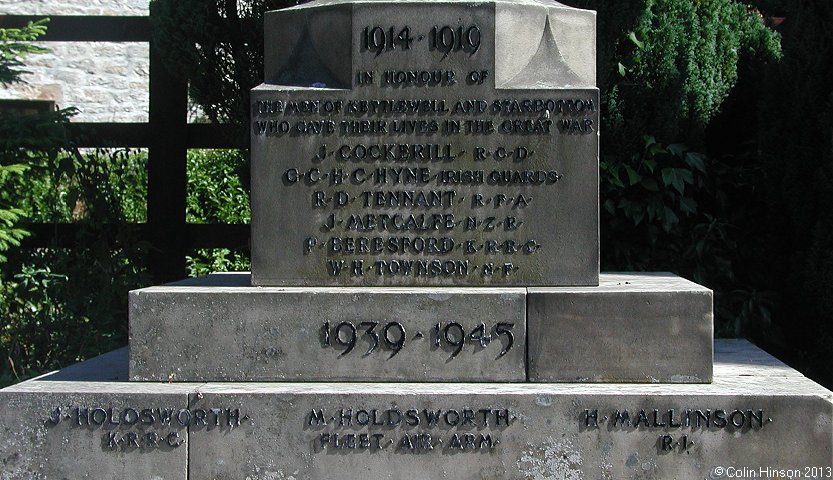 1914·1919
IN HONOUR OF
THE MEN OF KETTLEWELL AND STARBOTTON
WHO GAVE THEIR LIVES IN THE GREAT WAR
J·COCKERILL·R·G·D·
G·C·H·C·HYNE·IRISH GUARDS·
R·D·TENNANT·R·F·A·
J·METCALFE·N·Z·R·
P·BERESFORD·K·R·R·C·
W·H·TOWNSON·N·F·
1939·1945
J·HOLDSWORTH· M·HOLDSWORTH· H·MALLINSON·
K·R·R·C· FLEET·AIR·ARM· R·I·
©Colin Hinson·2013